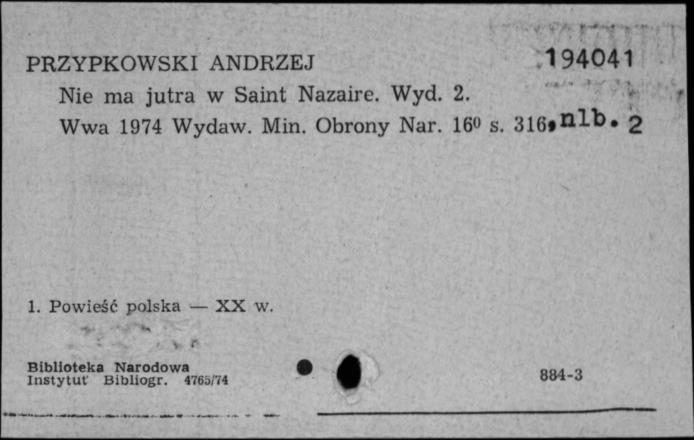 PRZYPKOWSKI ANDRZEJ 194041
Nie ma jutra w Saint Nazaire. Wyd. 2.
Wwa 1974 Wydaw. Min. Obrony Nar. 16⁰ s. 316, nlb. 2
1. Powieść polska — XX w.
Biblioteka Narodowa
Instytut Bibliogr. 4765/74 884-3